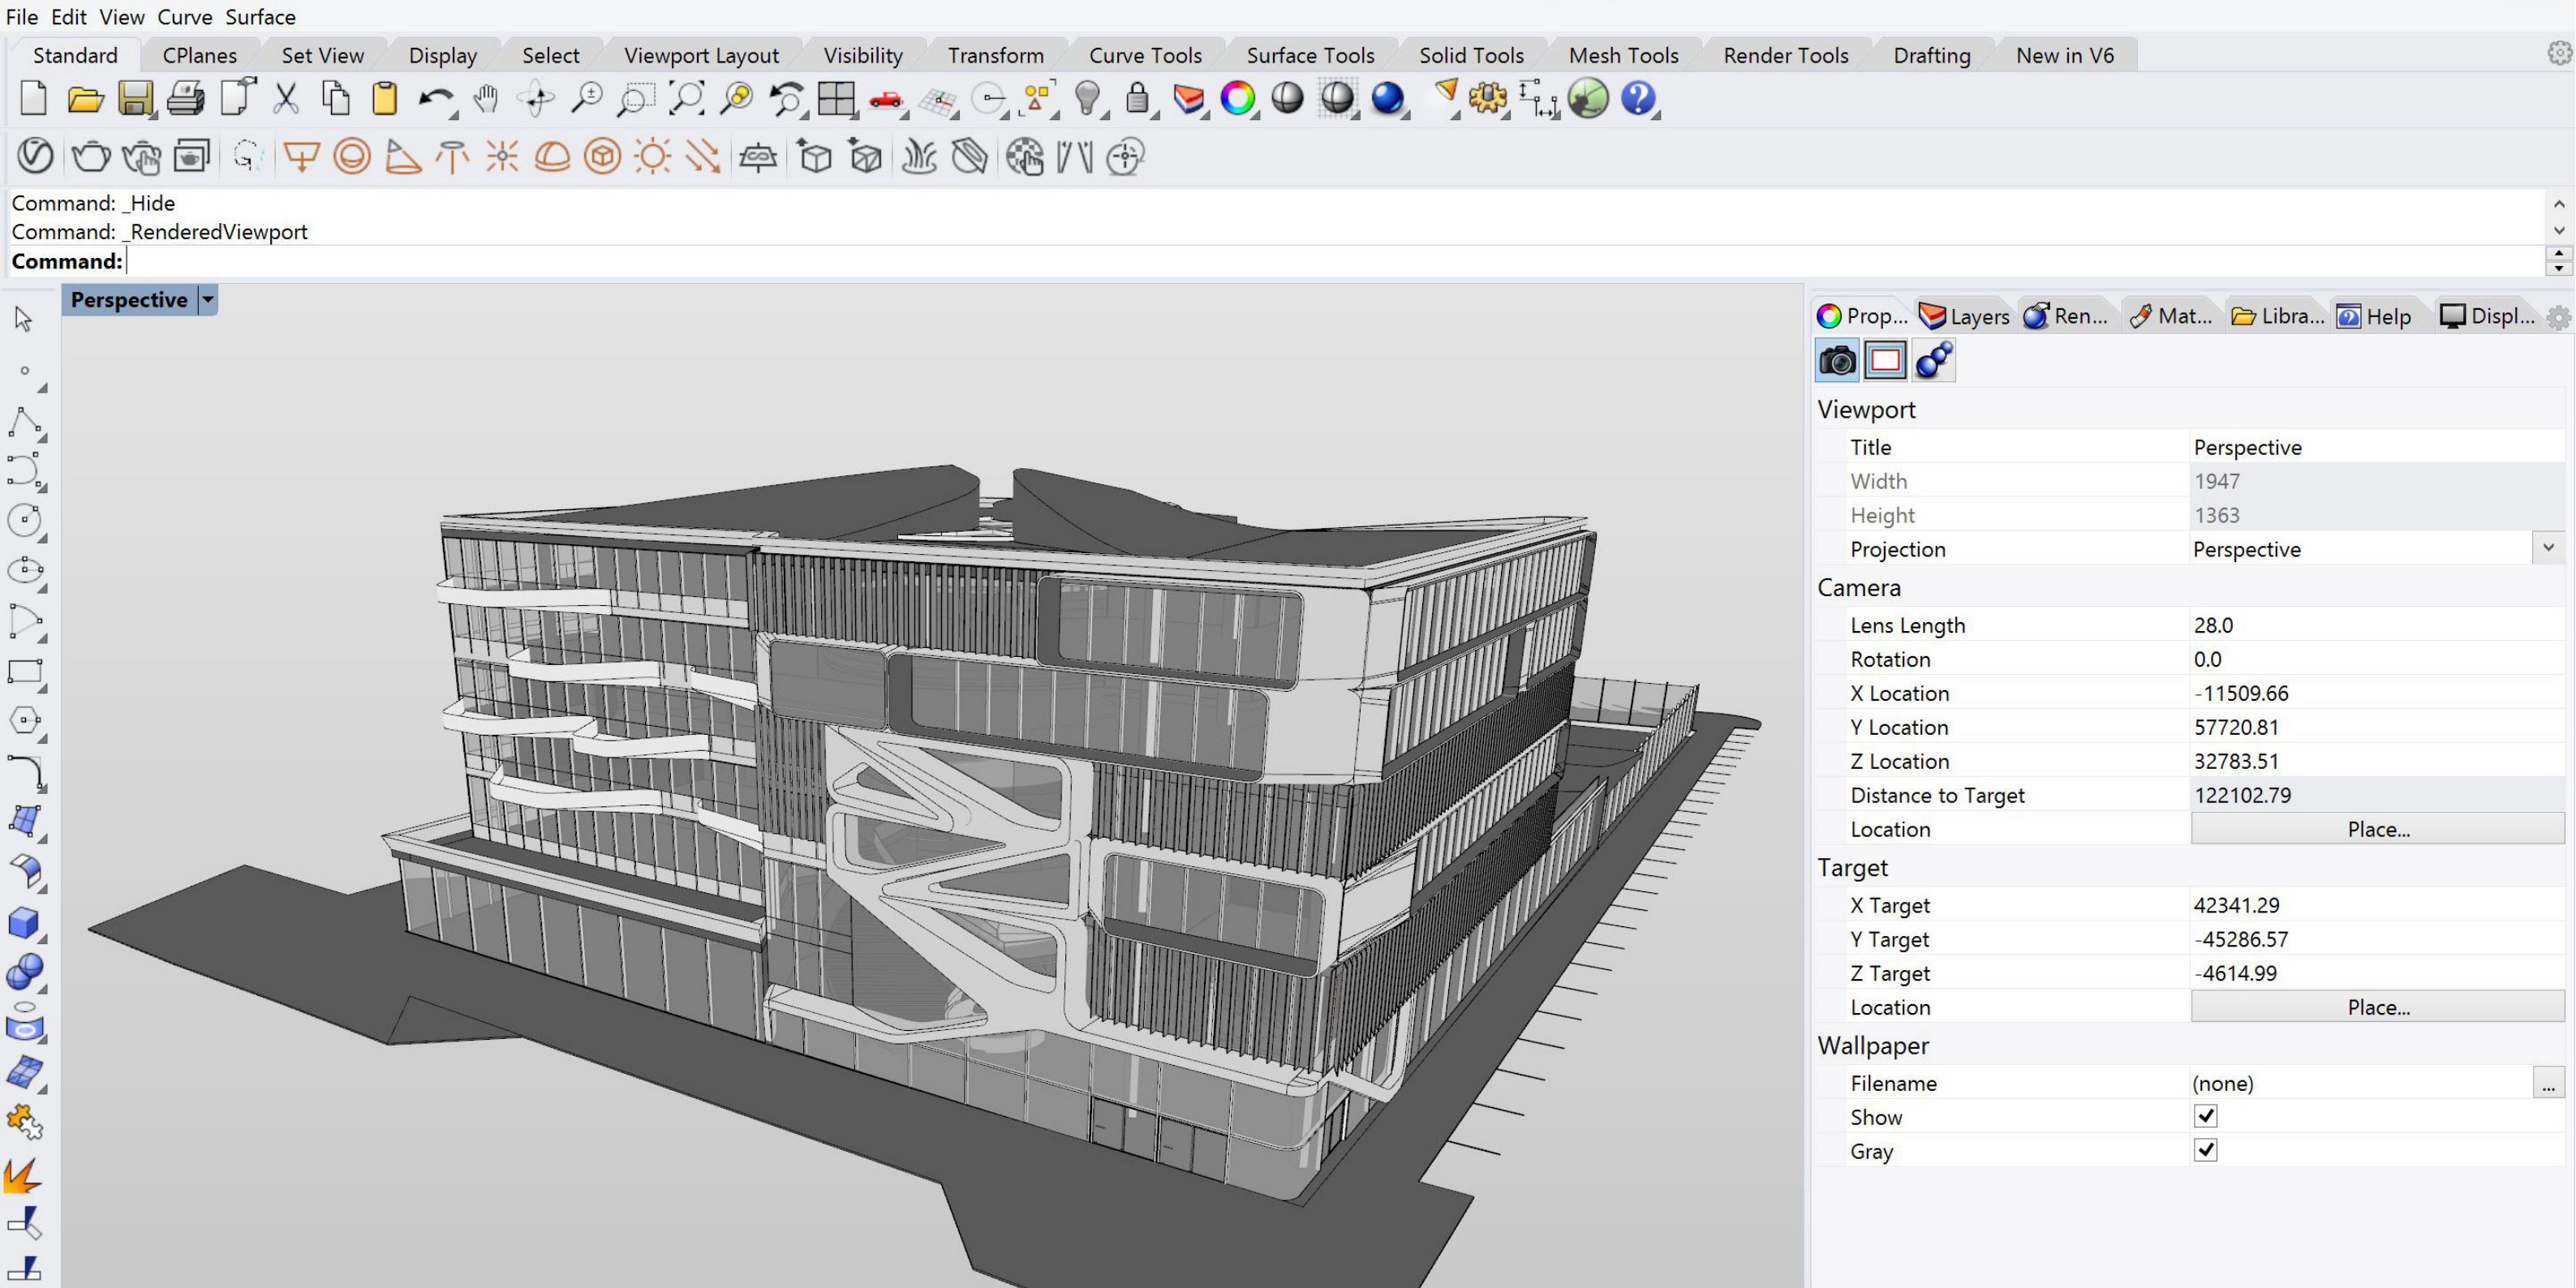 File Edit View Curve Surface
Standard CPlanes Set View Display Select Viewport Layout Visibility Transform Curve Tools Surface Tools Solid Tools Mesh Tools Render Tools Drafting New in V6
Command: _Hide
Command: _RenderedViewport
Command:
Perspective
Prop... Layers Ren... Mat... Libra... Help Displ...
Viewport
Title Perspective
Width 1947
Height 1363
Projection Perspective
Camera
Lens Length 28.0
Rotation 0.0
X Location -11509.66
Y Location 57720.81
Z Location 32783.51
Distance to Target 122102.79
Location Place...
Target
X Target 42341.29
Y Target -45286.57
Z Target -4614.99
Location Place...
Wallpaper
Filename (none) ...
Show
Gray